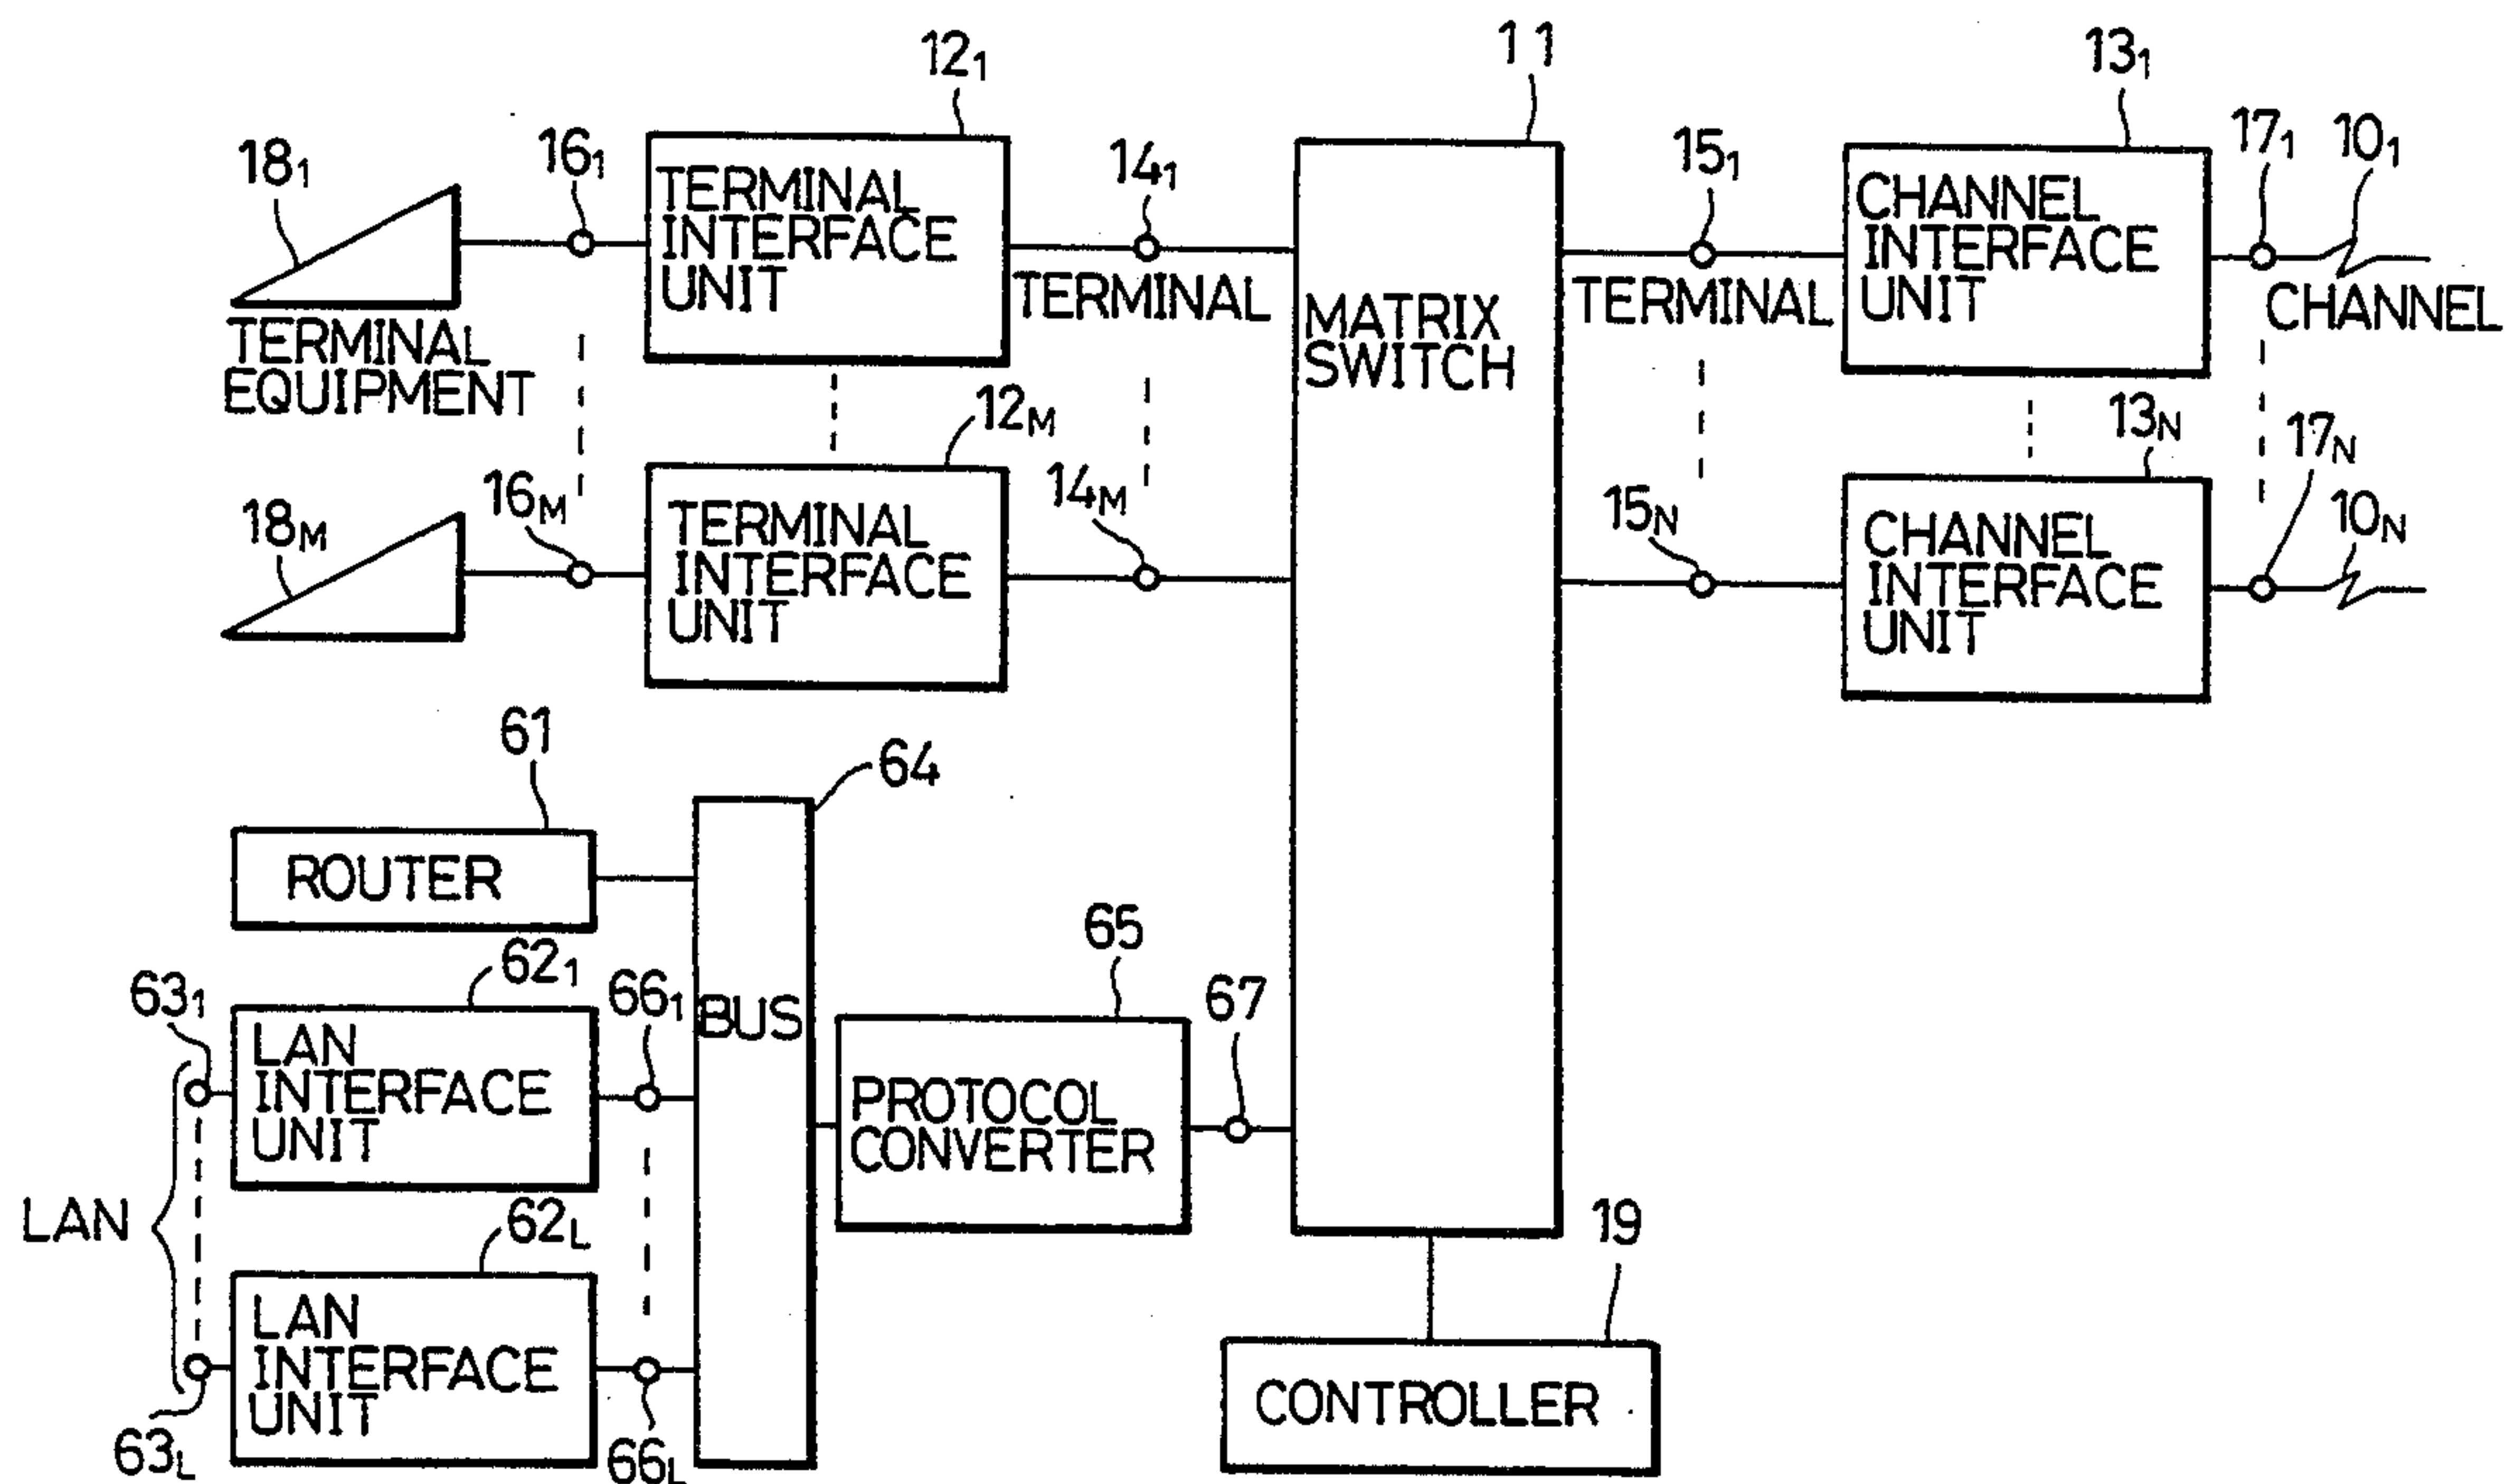 11
12₁
13₁
18₁
16₁
14₁
15₁
17₁
10₁
TERMINAL
INTERFACE
UNIT
CHANNEL
INTERFACE
UNIT
TERMINAL
EQUIPMENT
TERMINAL
MATRIX
SWITCH
TERMINAL
CHANNEL
12M
13N
18M
16M
14M
15N
17N
10N
TERMINAL
INTERFACE
UNIT
CHANNEL
INTERFACE
UNIT
61
64
ROUTER
65
62₁
63₁
66₁
BUS
67
LAN
INTERFACE
UNIT
PROTOCOL
CONVERTER
LAN
62L
19
LAN
INTERFACE
UNIT
CONTROLLER
63L
66L